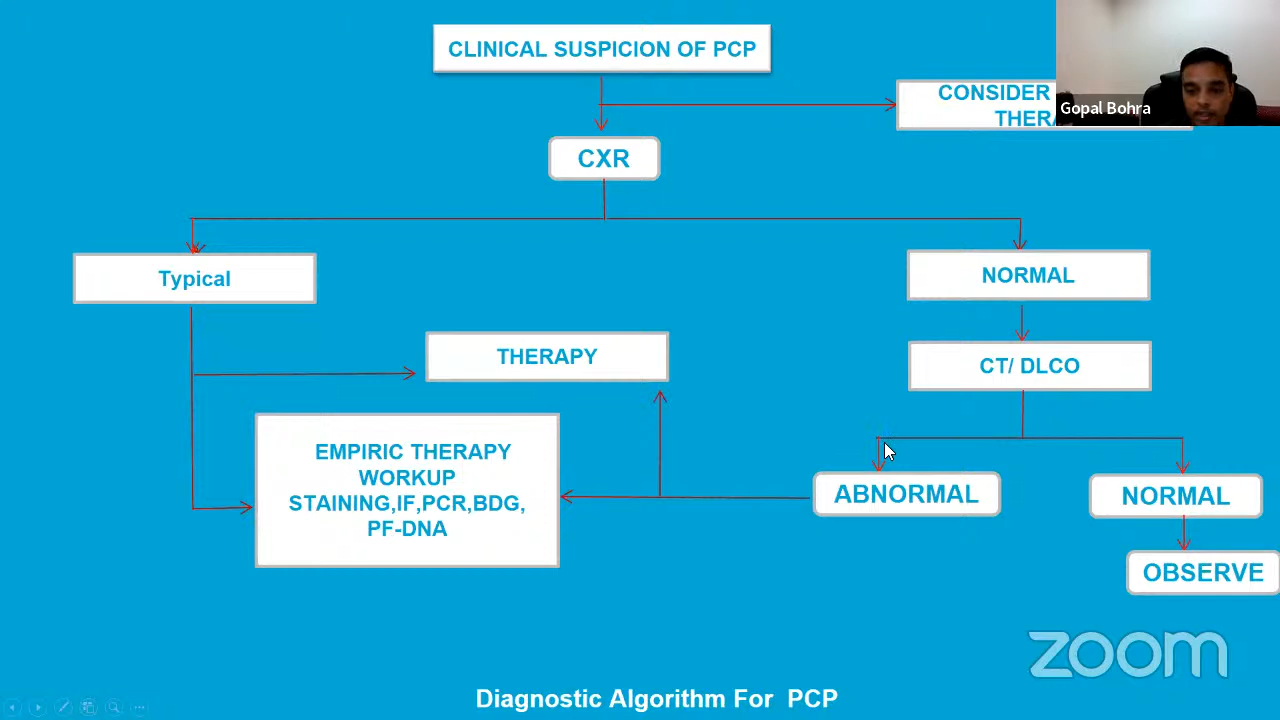 CLINICAL SUSPICION OF PCP
CONSIDER
Gopal Bohra
CXR
Typical
NORMAL
THERAPY
CT/ DLCO
EMPIRIC THERAPY
WORKUP
STAINING,IF,PCR,BDG,
PF-DNA
ABNORMAL
NORMAL
OBSERVE
zoom
Diagnostic Algorithm For PCP